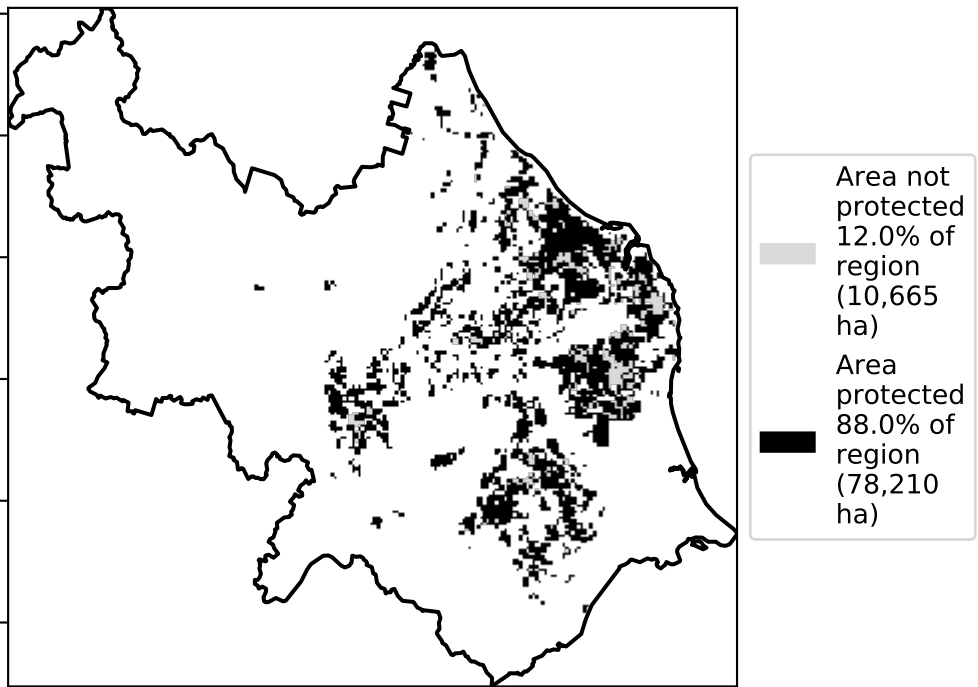 Area not
protected
12.0% of
region
(10,665
ha)
Area
protected
88.0% of
region
(78,210
ha)